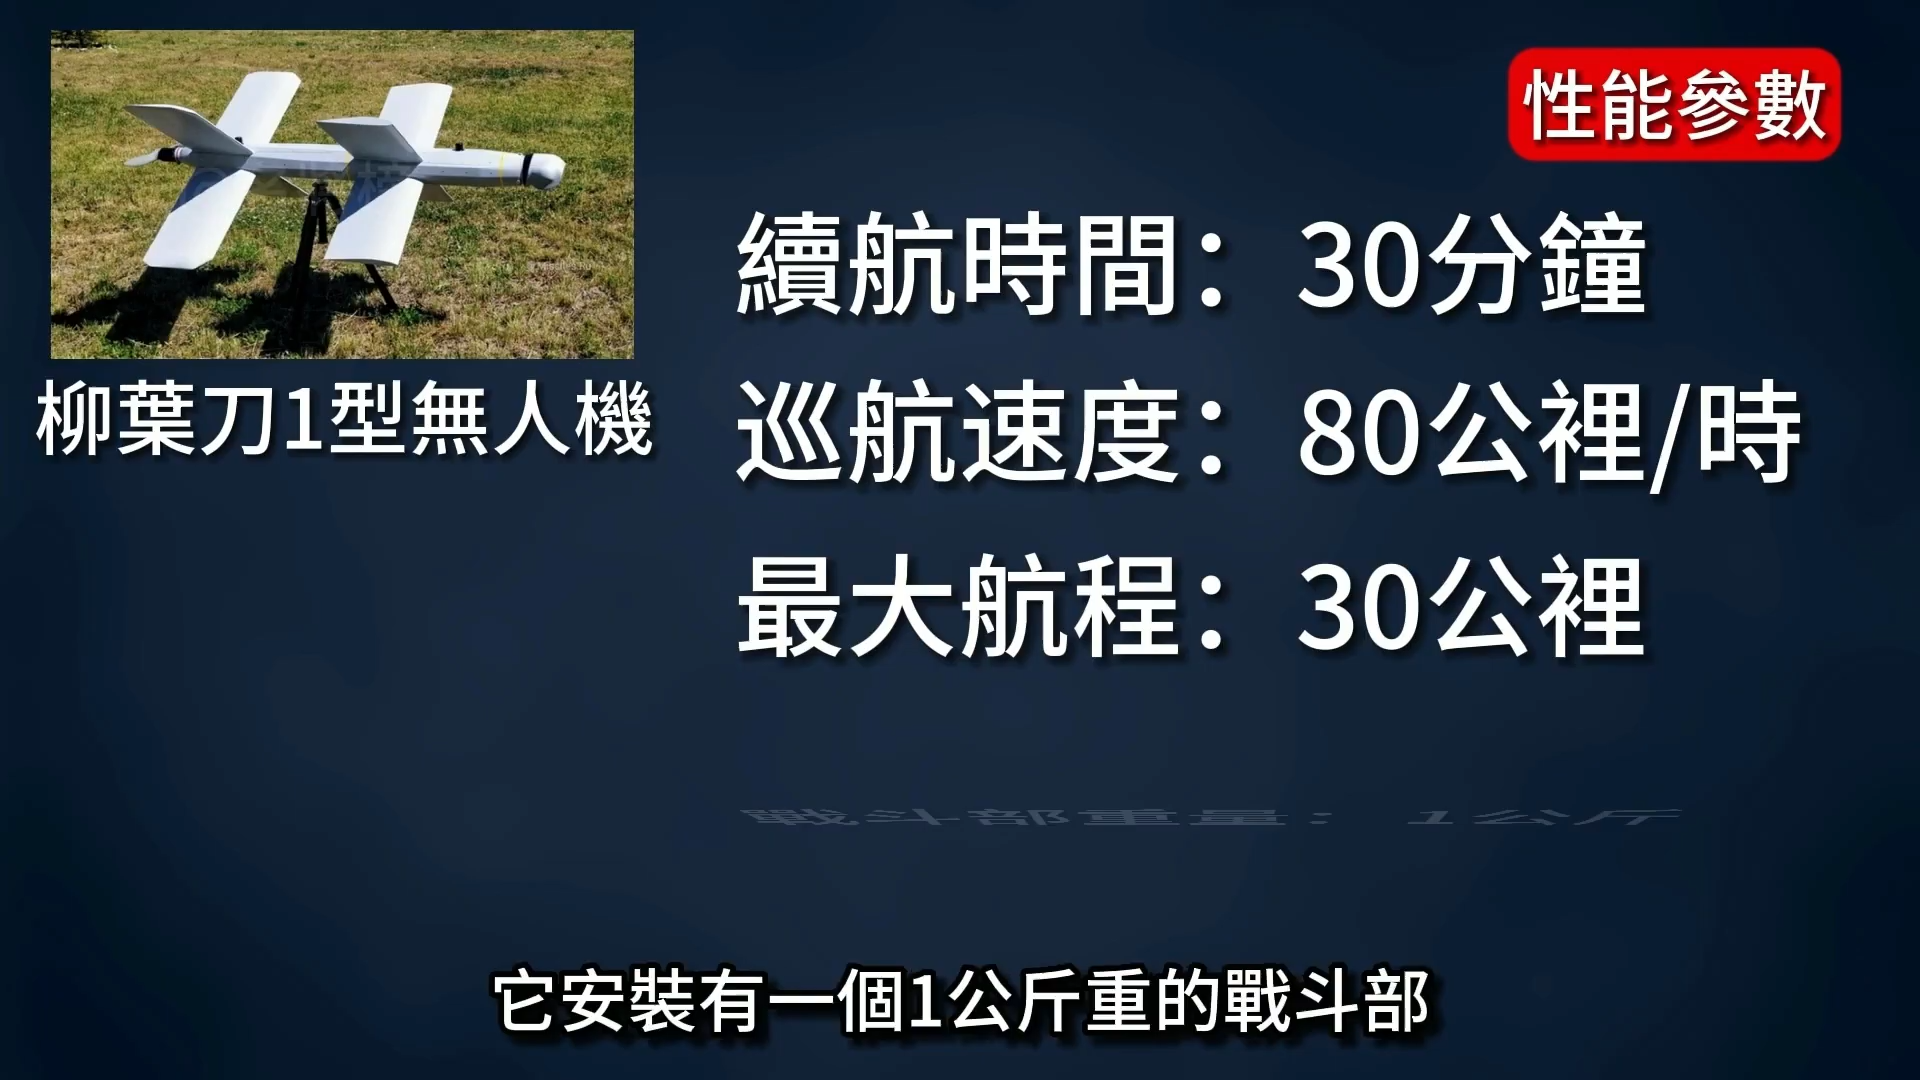 性能參數
柳葉刀1型無人機
續航時間：30分鐘
巡航速度：80公裡/時
最大航程：30公裡
戰斗部重量：1公斤
它安裝有一個1公斤重的戰斗部